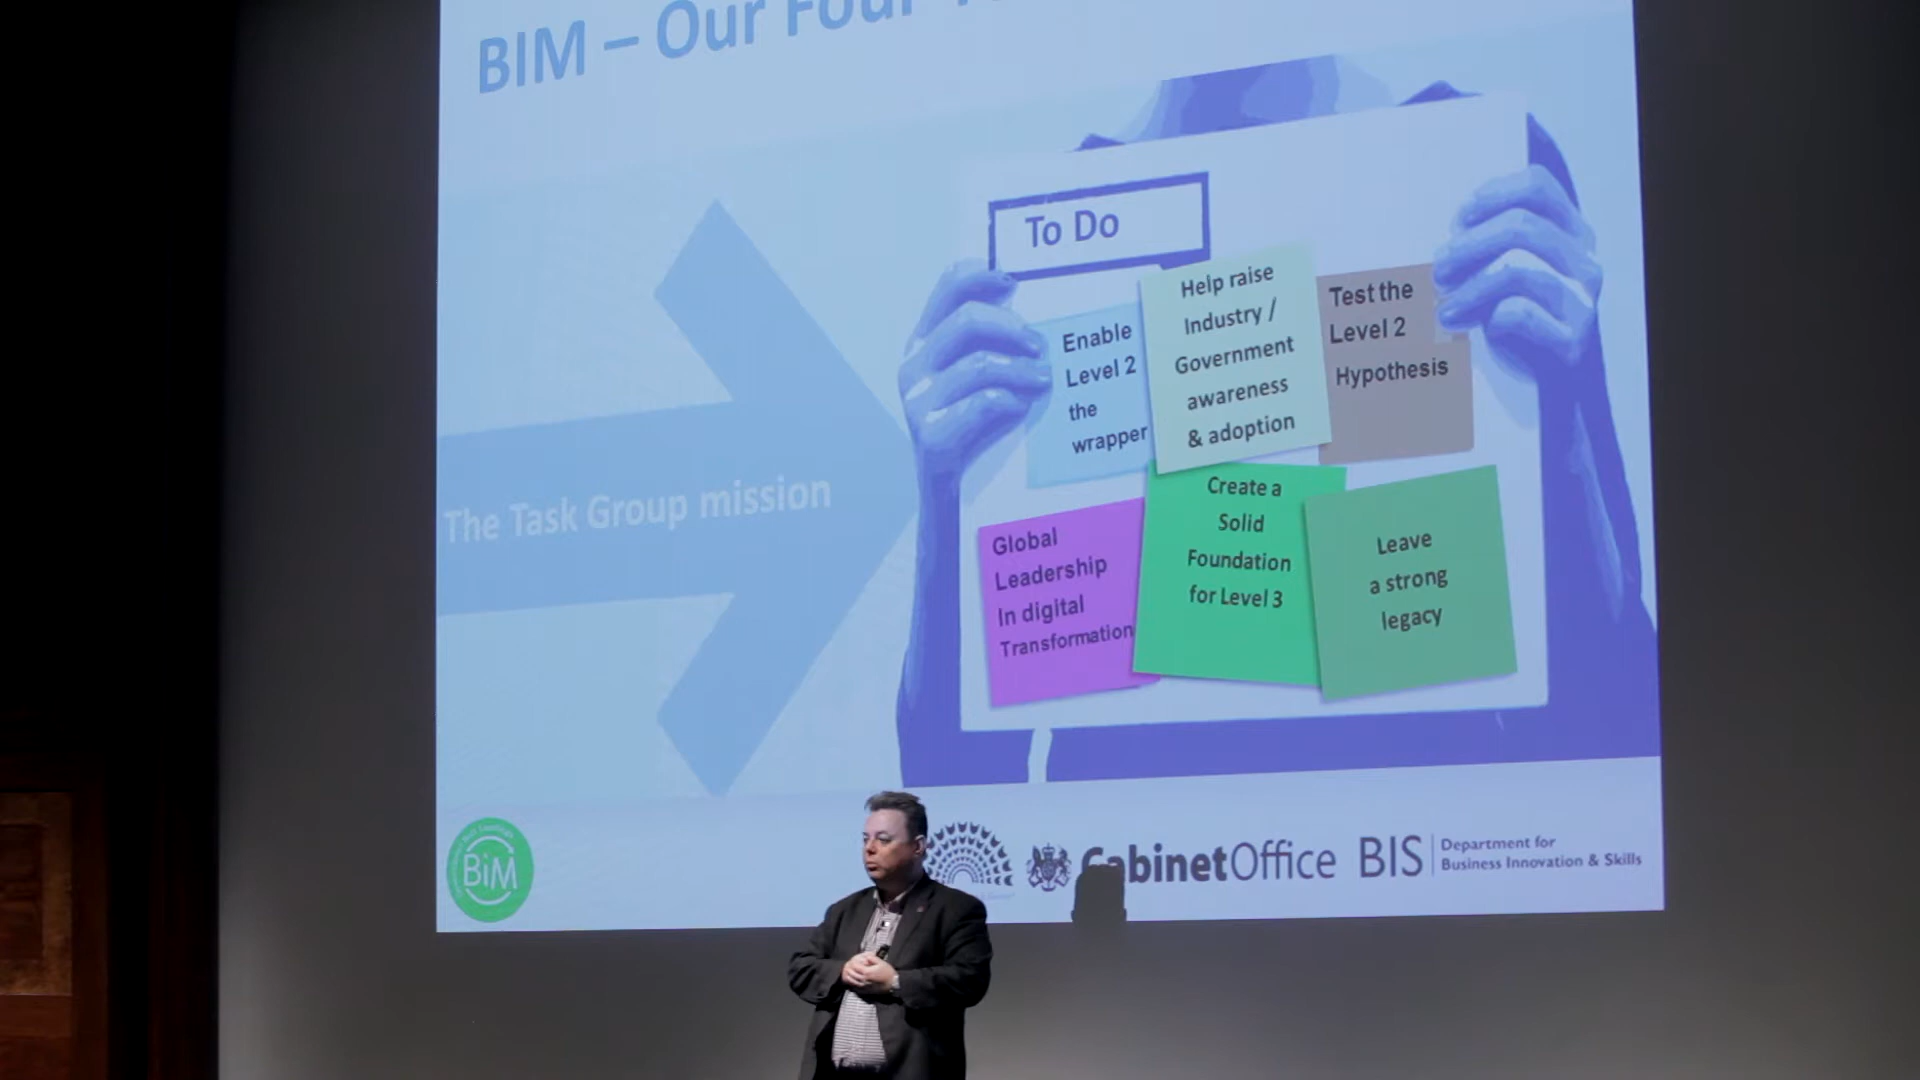 BIM – Our Four
The Task Group mission
To Do
Enable
Level 2
the
wrapper
Help raise
Industry /
Government
awareness
& adoption
Test the
Level 2
Hypothesis
Global
Leadership
In digital
Transformation
Create a
Solid
Foundation
for Level 3
Leave
a strong
legacy
BiM
CabinetOffice
BIS
Department for
Business Innovation & Skills